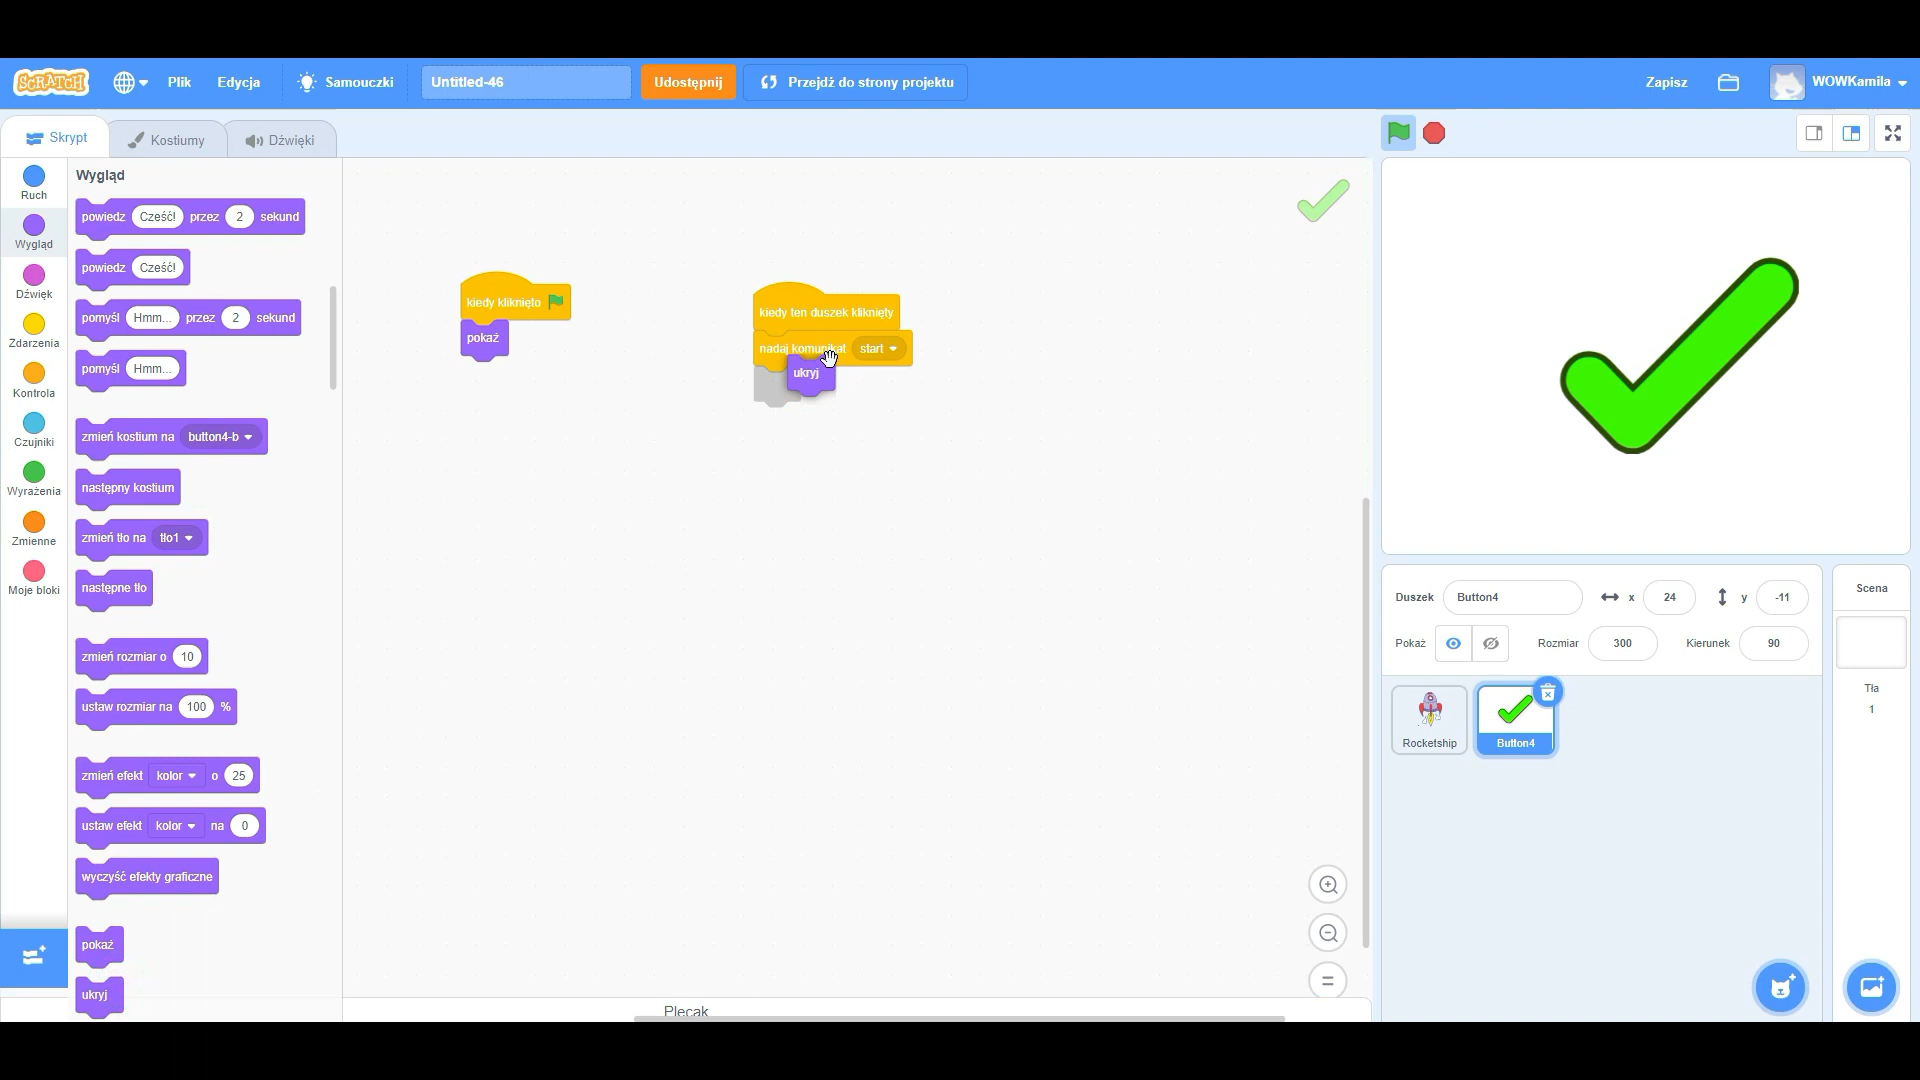 SCRATCH Plik Edycja Samouczki Untitled-46 Udostępnij Przejdź do strony projektu Zapisz WOWKamila
Skrypt Kostiumy Dźwięki
Ruch
Wygląd
Dźwięk
Zdarzenia
Kontrola
Czujniki
Wyrażenia
Zmienne
Moje bloki
Wygląd
powiedz Cześć! przez 2 sekund
powiedz Cześć!
pomyśl Hmm... przez 2 sekund
pomyśl Hmm...
zmień kostium na button4-b
następny kostium
zmień tło na tło1
następne tło
zmień rozmiar o 10
ustaw rozmiar na 100 %
zmień efekt kolor o 25
ustaw efekt kolor na 0
wyczyść efekty graficzne
pokaż
ukryj
kiedy kliknięto
pokaż
kiedy ten duszek kliknięty
nadaj komunikat start
ukryj
Plecak
Duszek Button4 x 24 y -11
Pokaż Rozmiar 300 Kierunek 90
Rocketship
Button4
Scena
Tła
1